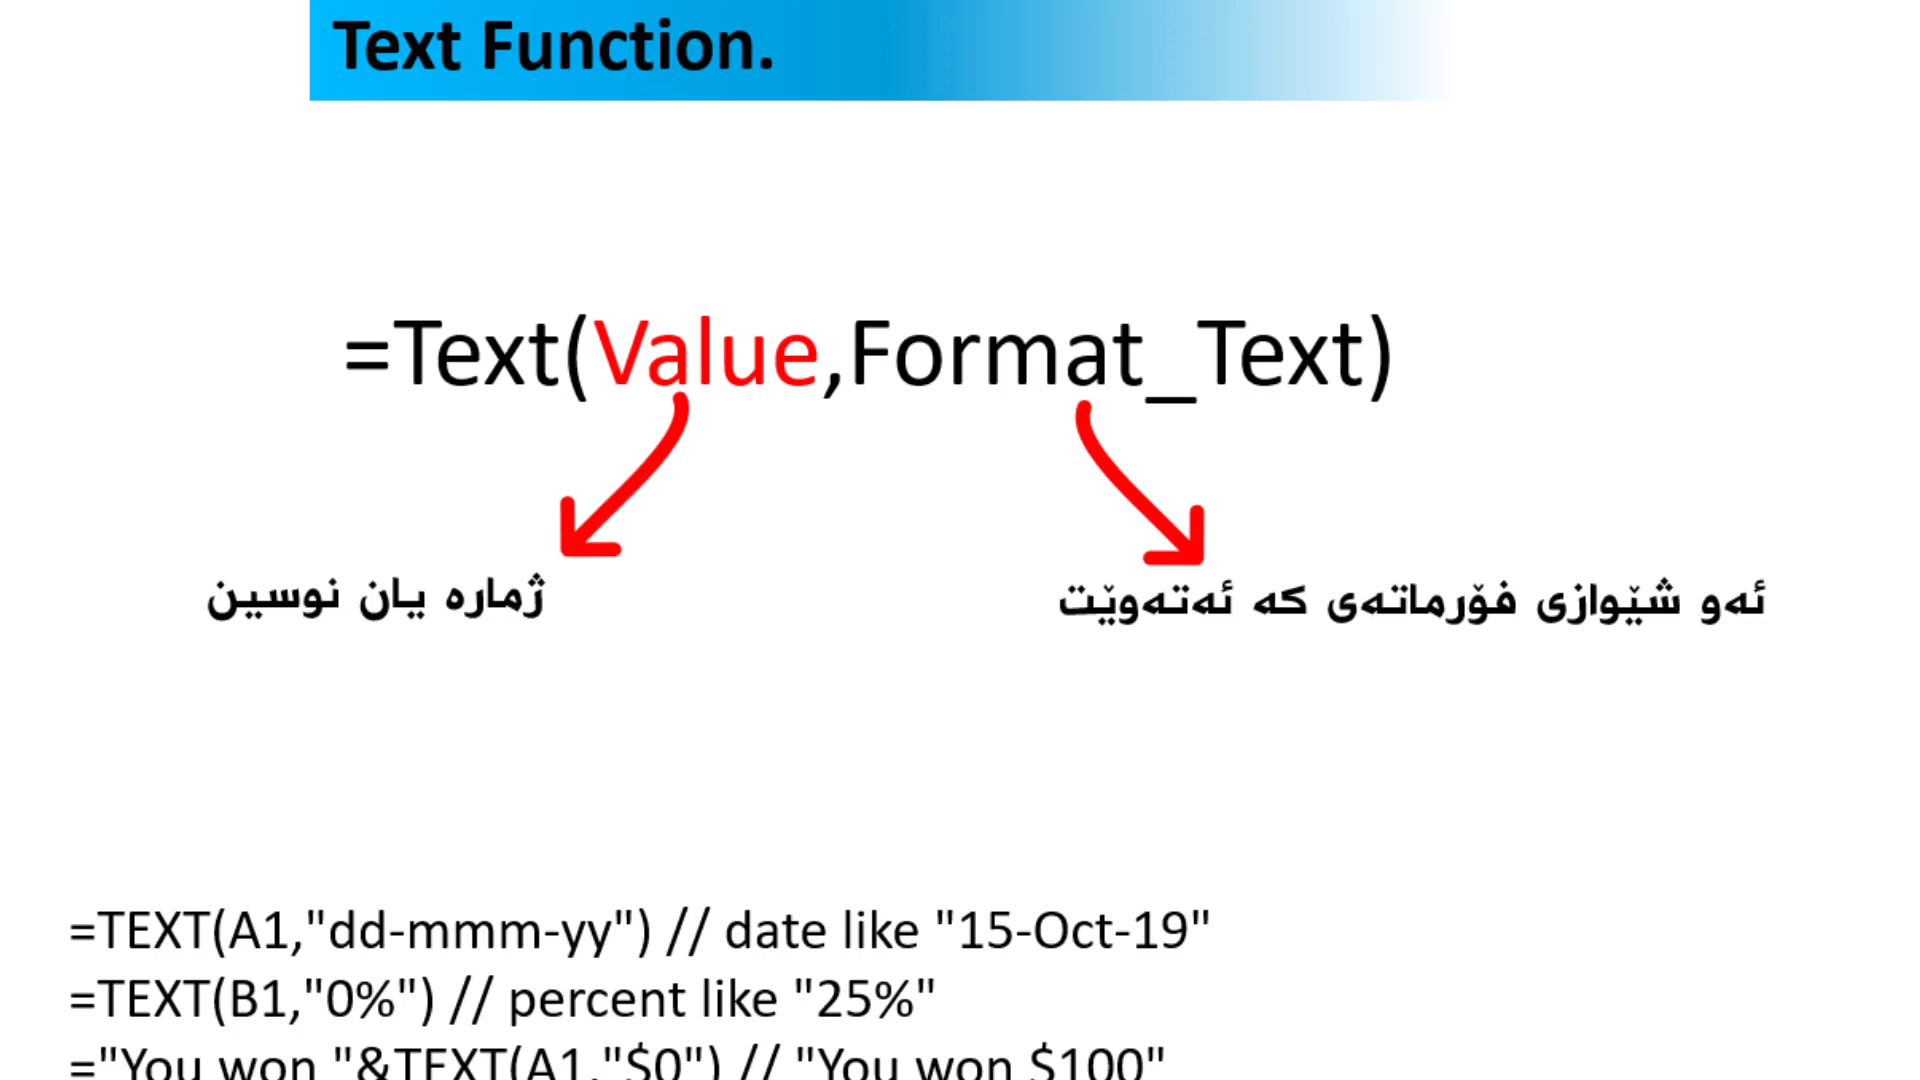 Text Function.
=Text(Value,Format_Text)
ژمارە یان نوسین
ئەو شێوازی فۆرماتەی کە ئەتەوێت
=TEXT(A1,"dd-mmm-yy") // date like "15-Oct-19"
=TEXT(B1,"0%") // percent like "25%"
="You won "&TEXT(A1,"$0") // "You won $100"